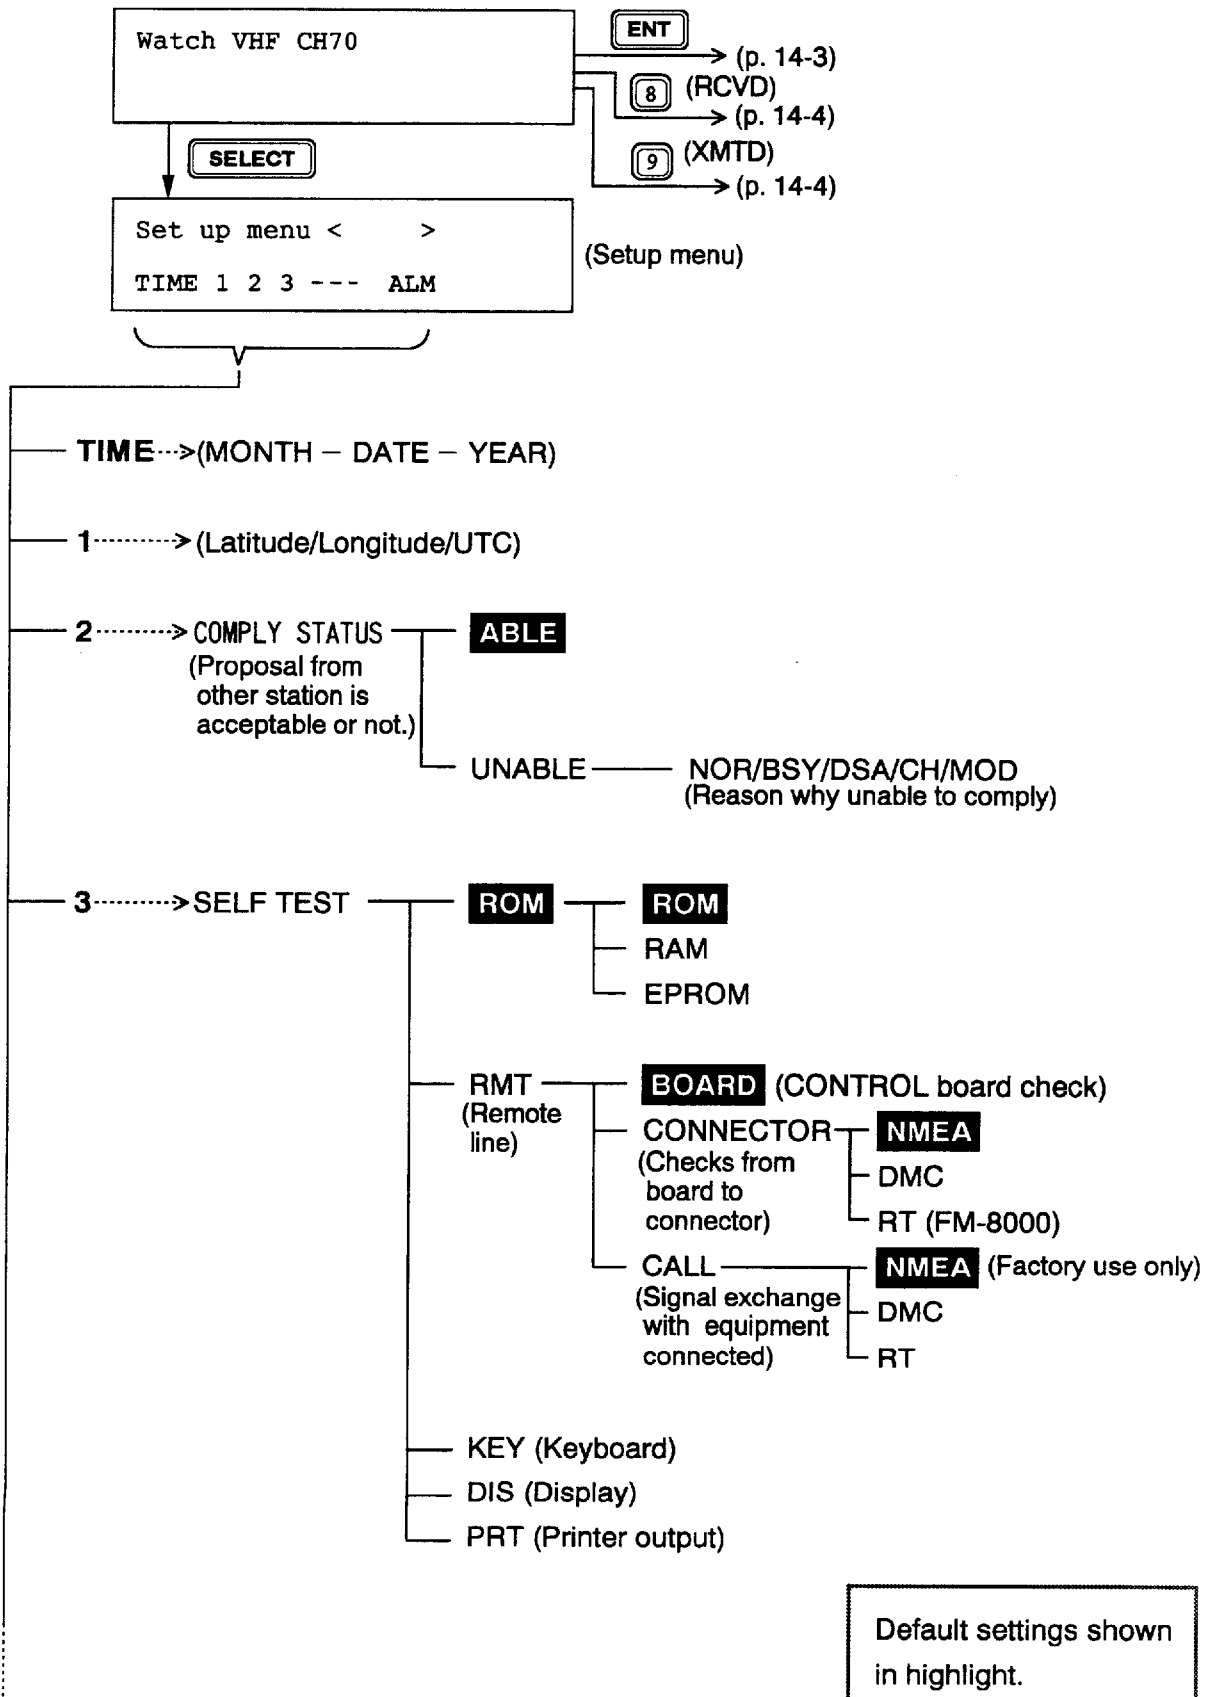 Watch VHF CH70
ENT
(p. 14-3)
8 (RCVD)
(p. 14-4)
9 (XMTD)
(p. 14-4)
SELECT
Set up menu < >
TIME 1 2 3 --- ALM
(Setup menu)
TIME (MONTH – DATE – YEAR)
1 (Latitude/Longitude/UTC)
2 COMPLY STATUS ABLE
(Proposal from
other station is
acceptable or not.)
UNABLE NOR/BSY/DSA/CH/MOD
(Reason why unable to comply)
3 SELF TEST ROM ROM
RAM
EPROM
RMT BOARD (CONTROL board check)
(Remote
line)
CONNECTOR NMEA
(Checks from
board to
connector)
DMC
RT (FM-8000)
CALL NMEA (Factory use only)
(Signal exchange
with equipment
connected)
DMC
RT
KEY (Keyboard)
DIS (Display)
PRT (Printer output)
Default settings shown
in highlight.